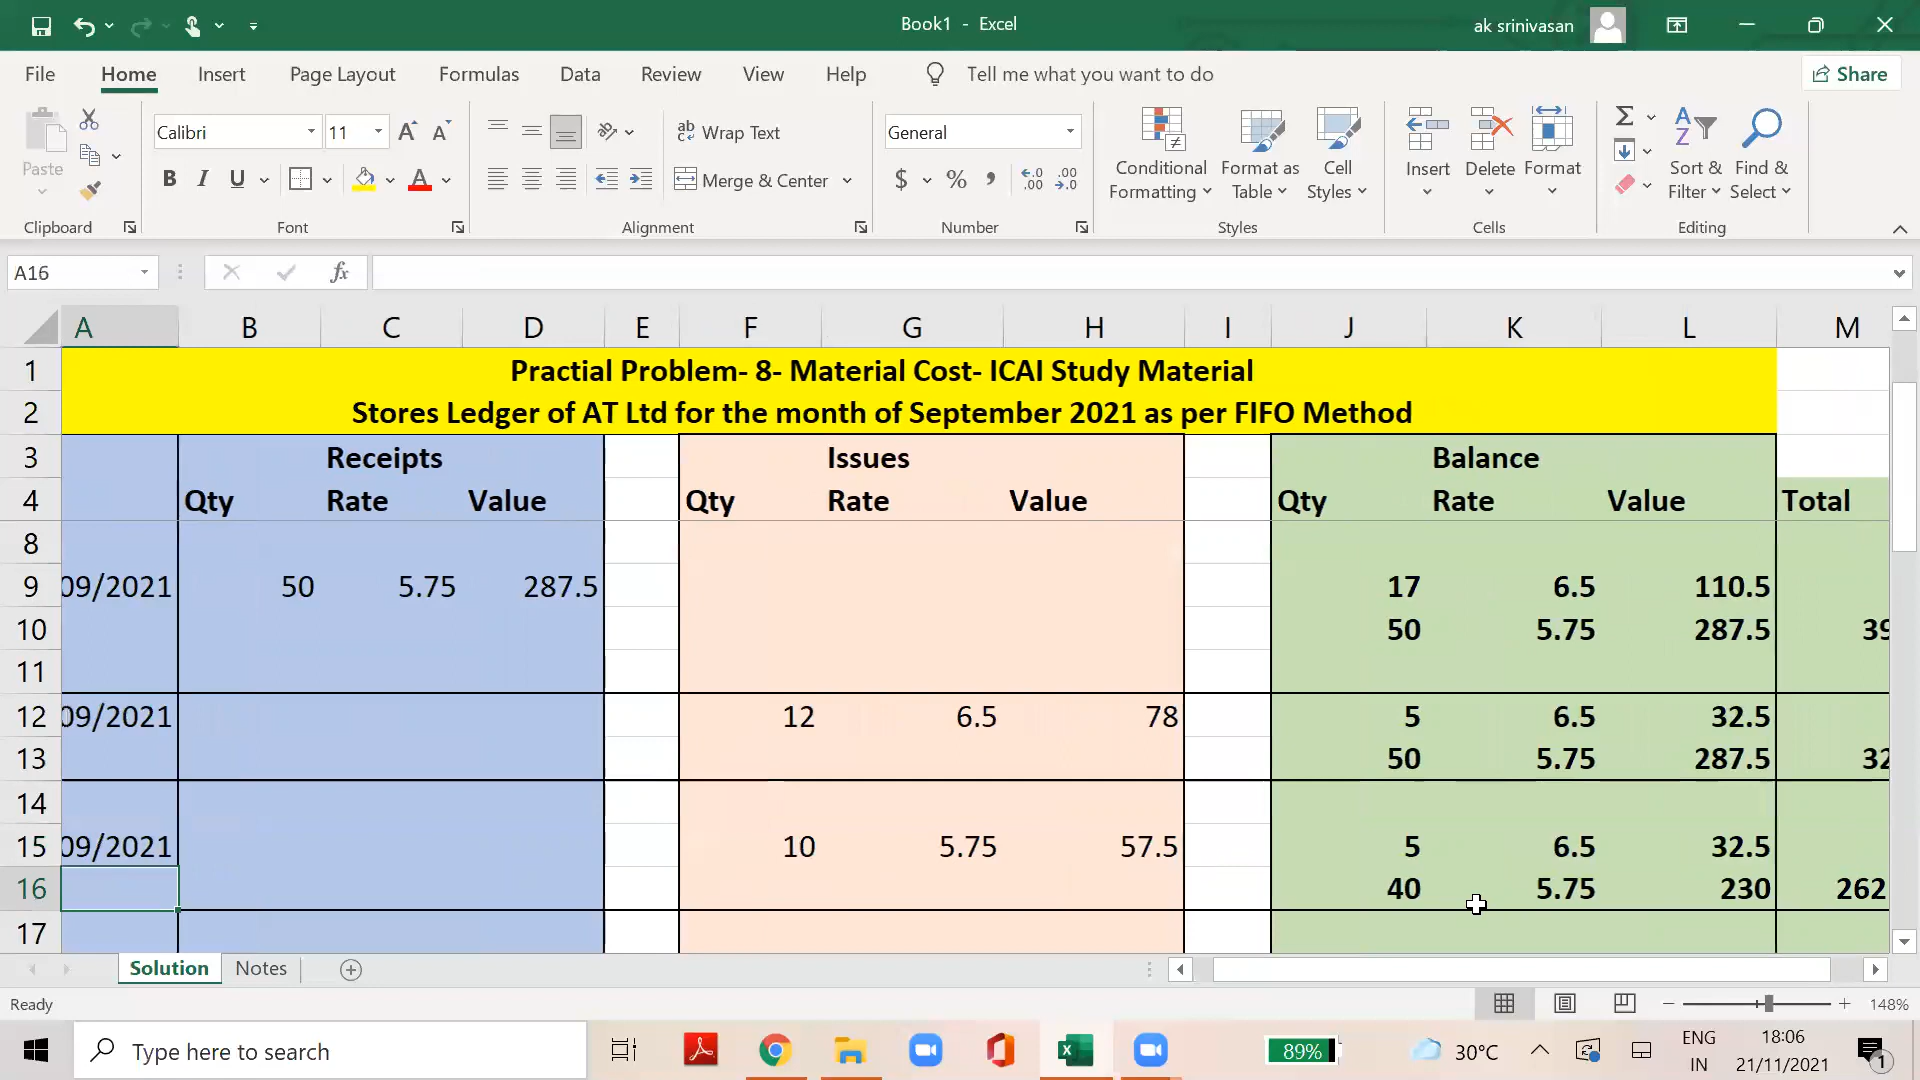 Book1 - Excel
ak srinivasan
File Home Insert Page Layout Formulas Data Review View Help Tell me what you want to do Share
Calibri 11 Wrap Text General
Paste Merge & Center Conditional Formatting Format as Table Cell Styles Insert Delete Format Sort & Filter Find & Select
Clipboard Font Alignment Number Styles Cells Editing
A16 fx
A B C D E F G H I J K L M
1 Practial Problem- 8- Material Cost- ICAI Study Material
2 Stores Ledger of AT Ltd for the month of September 2021 as per FIFO Method
3 Receipts Issues Balance
4 Qty Rate Value Qty Rate Value Qty Rate Value Total
8
9 09/2021 50 5.75 287.5 17 6.5 110.5
10 50 5.75 287.5 39
11
12 09/2021 12 6.5 78 5 6.5 32.5
13 50 5.75 287.5 32
14
15 09/2021 10 5.75 57.5 5 6.5 32.5
16 40 5.75 230 262
17
Solution Notes
Ready 148%
Type here to search 89% 30°C ENG 18:06
IN 21/11/2021 1